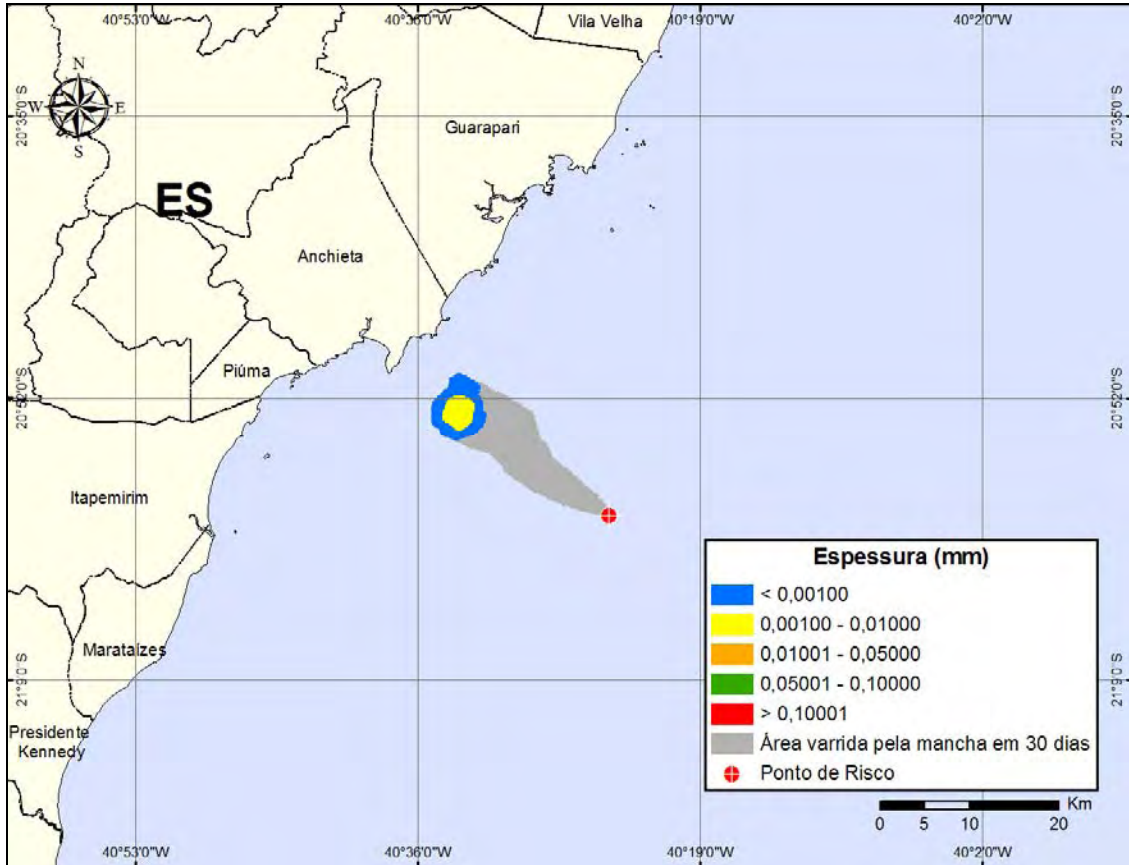 40°53'0"W 40°36'0"W 40°19'0"W 40°2'0"W
Vila Velha
N
W E
S
20°35'0"S 20°35'0"S
Guarapari
ES
Anchieta
Piúma
20°52'0"S 20°52'0"S
Itapemirim
Marataízes
21°9'0"S 21°9'0"S
Presidente
Kennedy
Espessura (mm)
< 0,00100
0,00100 - 0,01000
0,01001 - 0,05000
0,05001 - 0,10000
> 0,10001
Área varrida pela mancha em 30 dias
Ponto de Risco
Km
0 5 10 20
40°53'0"W 40°36'0"W 40°19'0"W 40°2'0"W